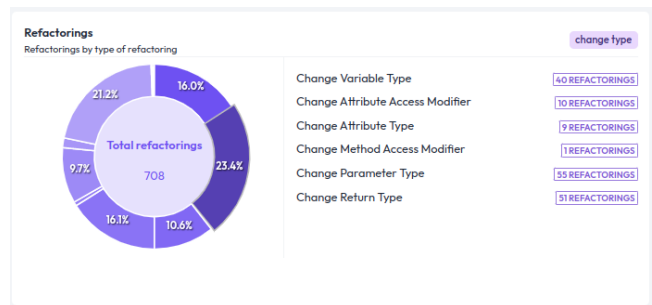 Refactorings
Refactorings by type of refactoring
change type
16.0%
21.2%
23.4%
9.7%
16.1%
10.6%
Total refactorings
708
Change Variable Type
40 REFACTORINGS
Change Attribute Access Modifier
10 REFACTORINGS
Change Attribute Type
9 REFACTORINGS
Change Method Access Modifier
1 REFACTORINGS
Change Parameter Type
55 REFACTORINGS
Change Return Type
51 REFACTORINGS